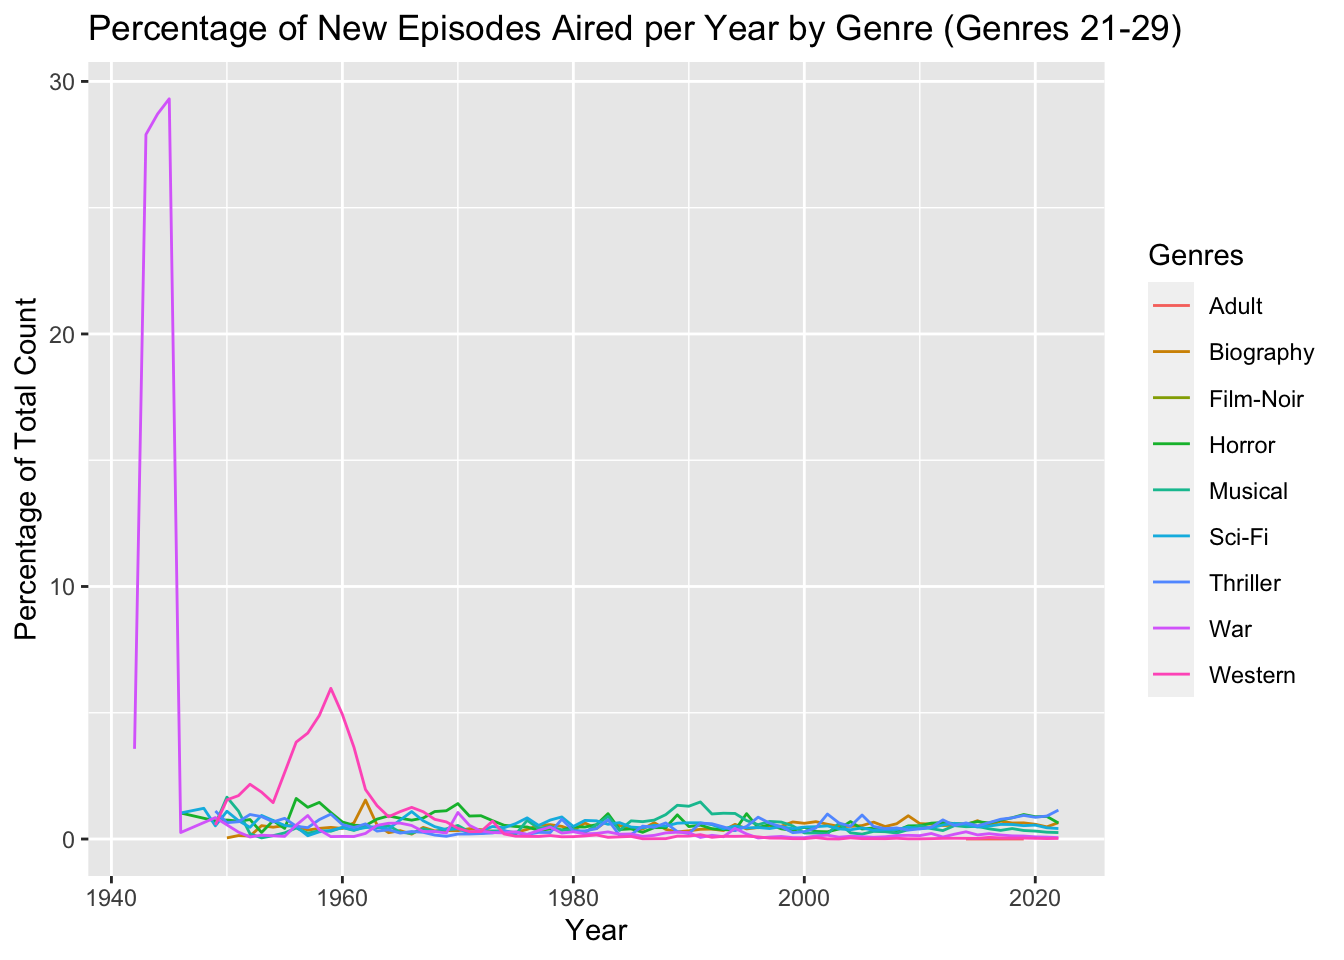 Percentage of New Episodes Aired per Year by Genre (Genres 21-29)
Percentage of Total Count
30
20
10
0
1940
1960
1980
2000
2020
Year
Genres
Adult
Biography
Film-Noir
Horror
Musical
Sci-Fi
Thriller
War
Western